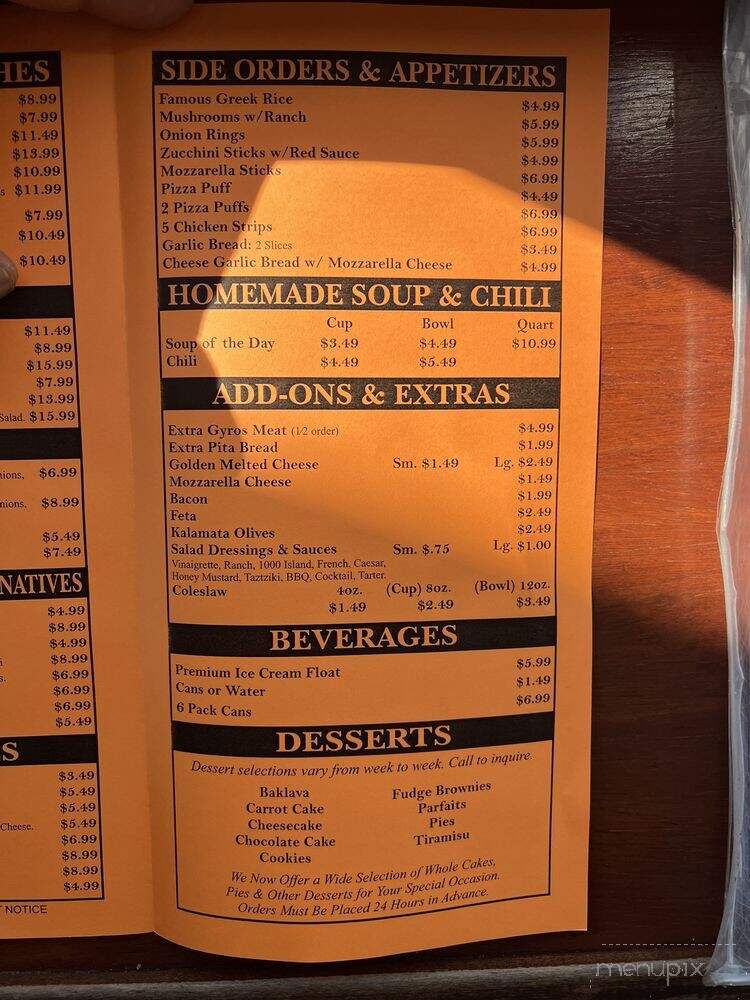 HES
$8.99
$7.99
$11.49
$13.99
$10.99
s $11.99
$7.99
$10.49
$10.49
$11.49
$8.99
$15.99
$7.99
$13.99
Salad. $15.99
nions, $6.99
nions, $8.99
$5.49
$7.49
NATIVES
$4.99
$8.99
$4.99
i $8.99
s. $6.99
$6.99
$6.99
$5.49
S
$3.49
$5.49
$5.49
Cheese. $5.49
$6.99
$8.99
$8.99
$4.99
T NOTICE
SIDE ORDERS & APPETIZERS
Famous Greek Rice $4.99
Mushrooms w/Ranch $5.99
Onion Rings $5.99
Zucchini Sticks w/Red Sauce $4.99
Mozzarella Sticks $6.99
Pizza Puff $4.49
2 Pizza Puffs $6.99
5 Chicken Strips $6.99
Garlic Bread: 2 Slices $3.49
Cheese Garlic Bread w/ Mozzarella Cheese $4.99
HOMEMADE SOUP & CHILI
Cup Bowl Quart
Soup of the Day $3.49 $4.49 $10.99
Chili $4.49 $5.49
ADD-ONS & EXTRAS
Extra Gyros Meat (1/2 order) $4.99
Extra Pita Bread $1.99
Golden Melted Cheese Sm. $1.49 Lg. $2.49
Mozzarella Cheese $1.49
Bacon $1.99
Feta $2.49
Kalamata Olives $2.49
Salad Dressings & Sauces Sm. $.75 Lg. $1.00
Vinaigrette, Ranch, 1000 Island, French, Caesar,
Honey Mustard, Taztziki, BBQ, Cocktail, Tarter.
Coleslaw 4oz. (Cup) 8oz. (Bowl) 12oz.
$1.49 $2.49 $3.49
BEVERAGES
Premium Ice Cream Float $5.99
Cans or Water $1.49
6 Pack Cans $6.99
DESSERTS
Dessert selections vary from week to week. Call to inquire.
Baklava Fudge Brownies
Carrot Cake Parfaits
Cheesecake Pies
Chocolate Cake Tiramisu
Cookies
We Now Offer a Wide Selection of Whole Cakes,
Pies & Other Desserts for Your Special Occasion.
Orders Must Be Placed 24 Hours in Advance.
menupix